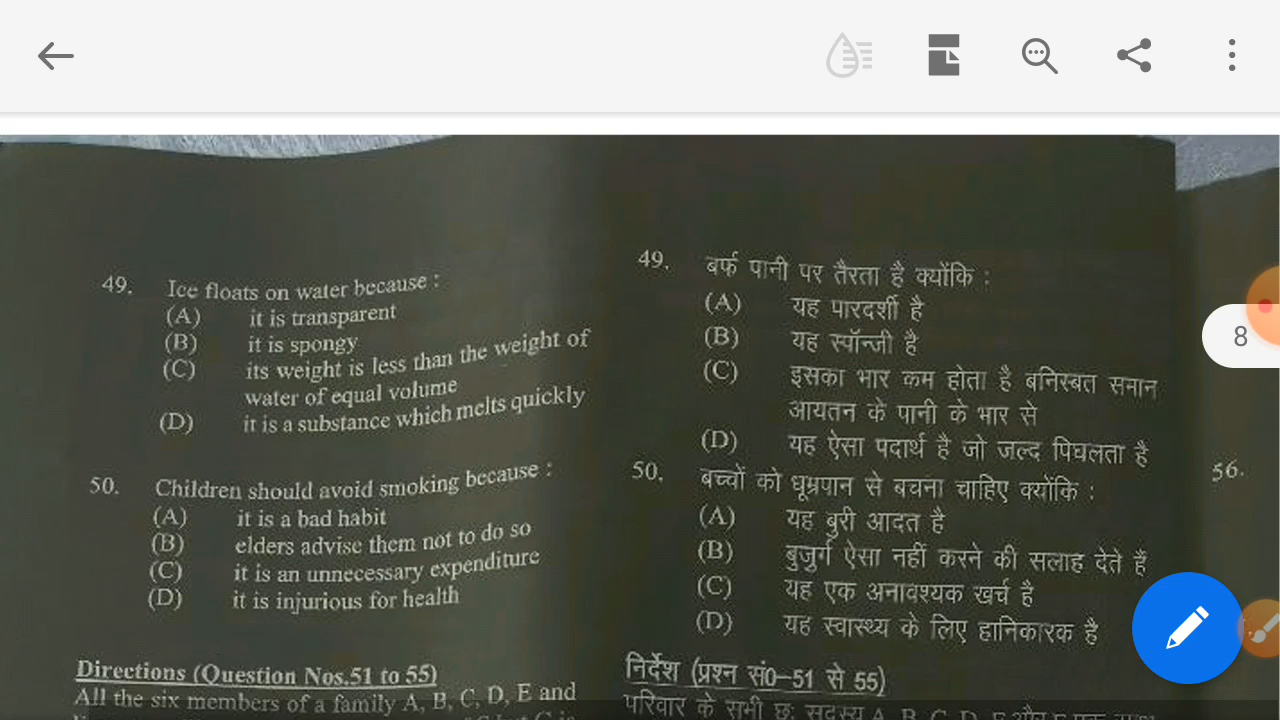 49. Ice floats on water because :
(A) it is transparent
(B) it is spongy
(C) its weight is less than the weight of
water of equal volume
(D) it is a substance which melts quickly
50. Children should avoid smoking because :
(A) it is a bad habit
(B) elders advise them not to do so
(C) it is an unnecessary expenditure
(D) it is injurious for health
Directions (Question Nos.51 to 55)
All the six members of a family A, B, C, D, E and
49. बर्फ पानी पर तैरता है क्योंकि :
(A) यह पारदर्शी है
(B) यह स्पॉन्जी है
(C) इसका भार कम होता है बनिस्बत समान
आयतन के पानी के भार से
(D) यह ऐसा पदार्थ है जो जल्द पिघलता है
50. बच्चों को धूम्रपान से बचना चाहिए क्योंकि :
(A) यह बुरी आदत है
(B) बुजुर्ग ऐसा नहीं करने की सलाह देते हैं
(C) यह एक अनावश्यक खर्च है
(D) यह स्वास्थ्य के लिए हानिकारक है
निर्देश (प्रश्न सं0–51 से 55)
परिवार के सभी छः सदस्य A, B, C, D, E और F एक साथ
56.
8